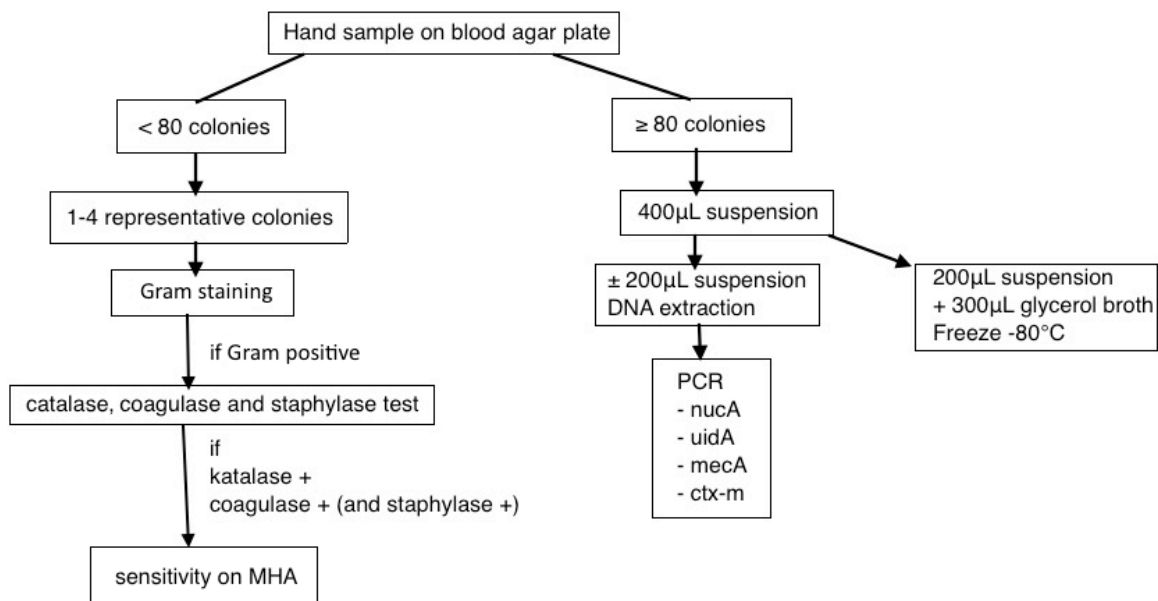 Hand sample on blood agar plate
< 80 colonies
1-4 representative colonies
Gram staining
if Gram positive
catalase, coagulase and staphylase test
if
katalase +
coagulase + (and staphylase +)
sensitivity on MHA
≥ 80 colonies
400µL suspension
± 200µL suspension
DNA extraction
PCR
- nucA
- uidA
- mecA
- ctx-m
200µL suspension
+ 300µL glycerol broth
Freeze -80°C